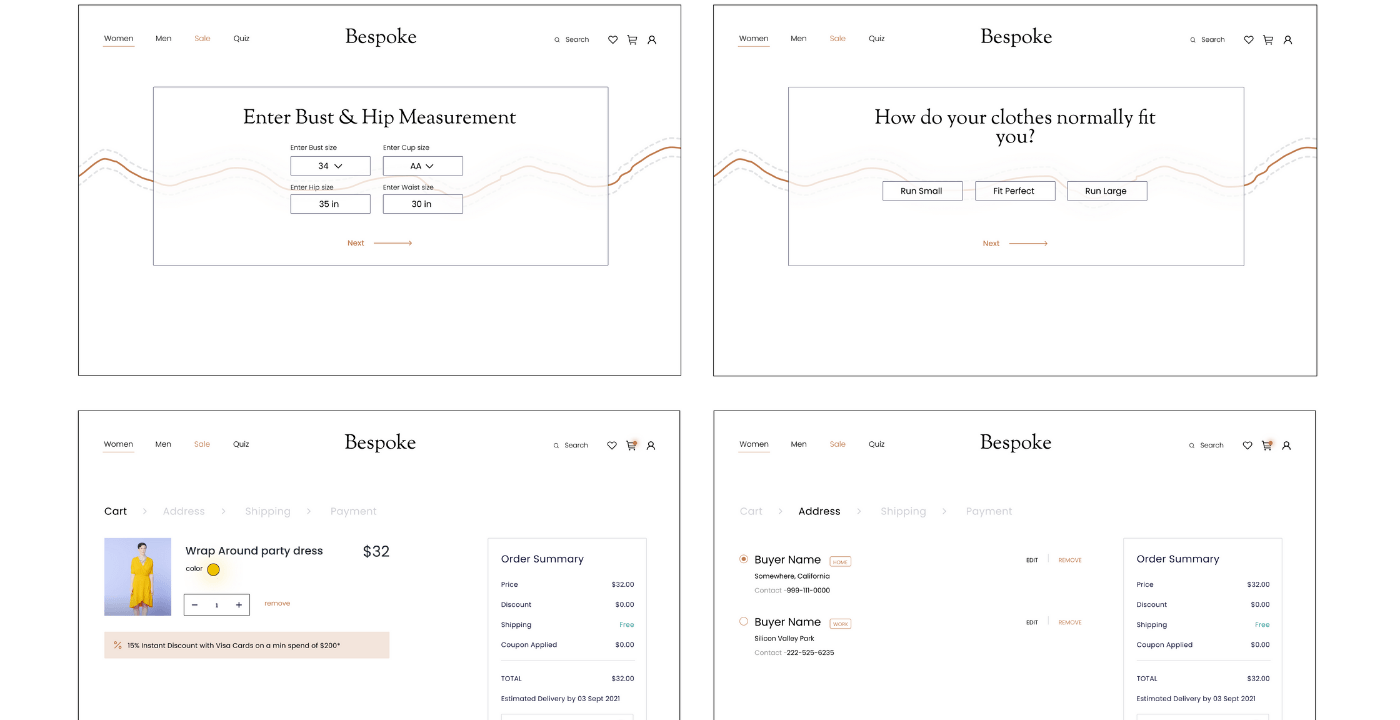 Women Men Sale Quiz Bespoke Search
Enter Bust & Hip Measurement
Enter Bust size Enter Cup size
34 AA
Enter Hip size Enter Waist size
35 in 30 in
Next
Women Men Sale Quiz Bespoke Search
How do your clothes normally fit
you?
Run Small Fit Perfect Run Large
Next
Women Men Sale Quiz Bespoke Search
Cart > Address > Shipping > Payment
Wrap Around party dress $32
color
− 1 +
remove
% 15% Instant Discount with Visa Cards on a min spend of $200*
Order Summary
Price $32.00
Discount $0.00
Shipping Free
Coupon Applied $0.00
TOTAL $32.00
Estimated Delivery by 03 Sept 2021
Women Men Sale Quiz Bespoke Search
Cart > Address > Shipping > Payment
Buyer Name HOME EDIT REMOVE
Somewhere, California
Contact -999-111-0000
Buyer Name WORK EDIT REMOVE
Silicon Valley Park
Contact -222-525-6235
Order Summary
Price $32.00
Discount $0.00
Shipping Free
Coupon Applied $0.00
TOTAL $32.00
Estimated Delivery by 03 Sept 2021